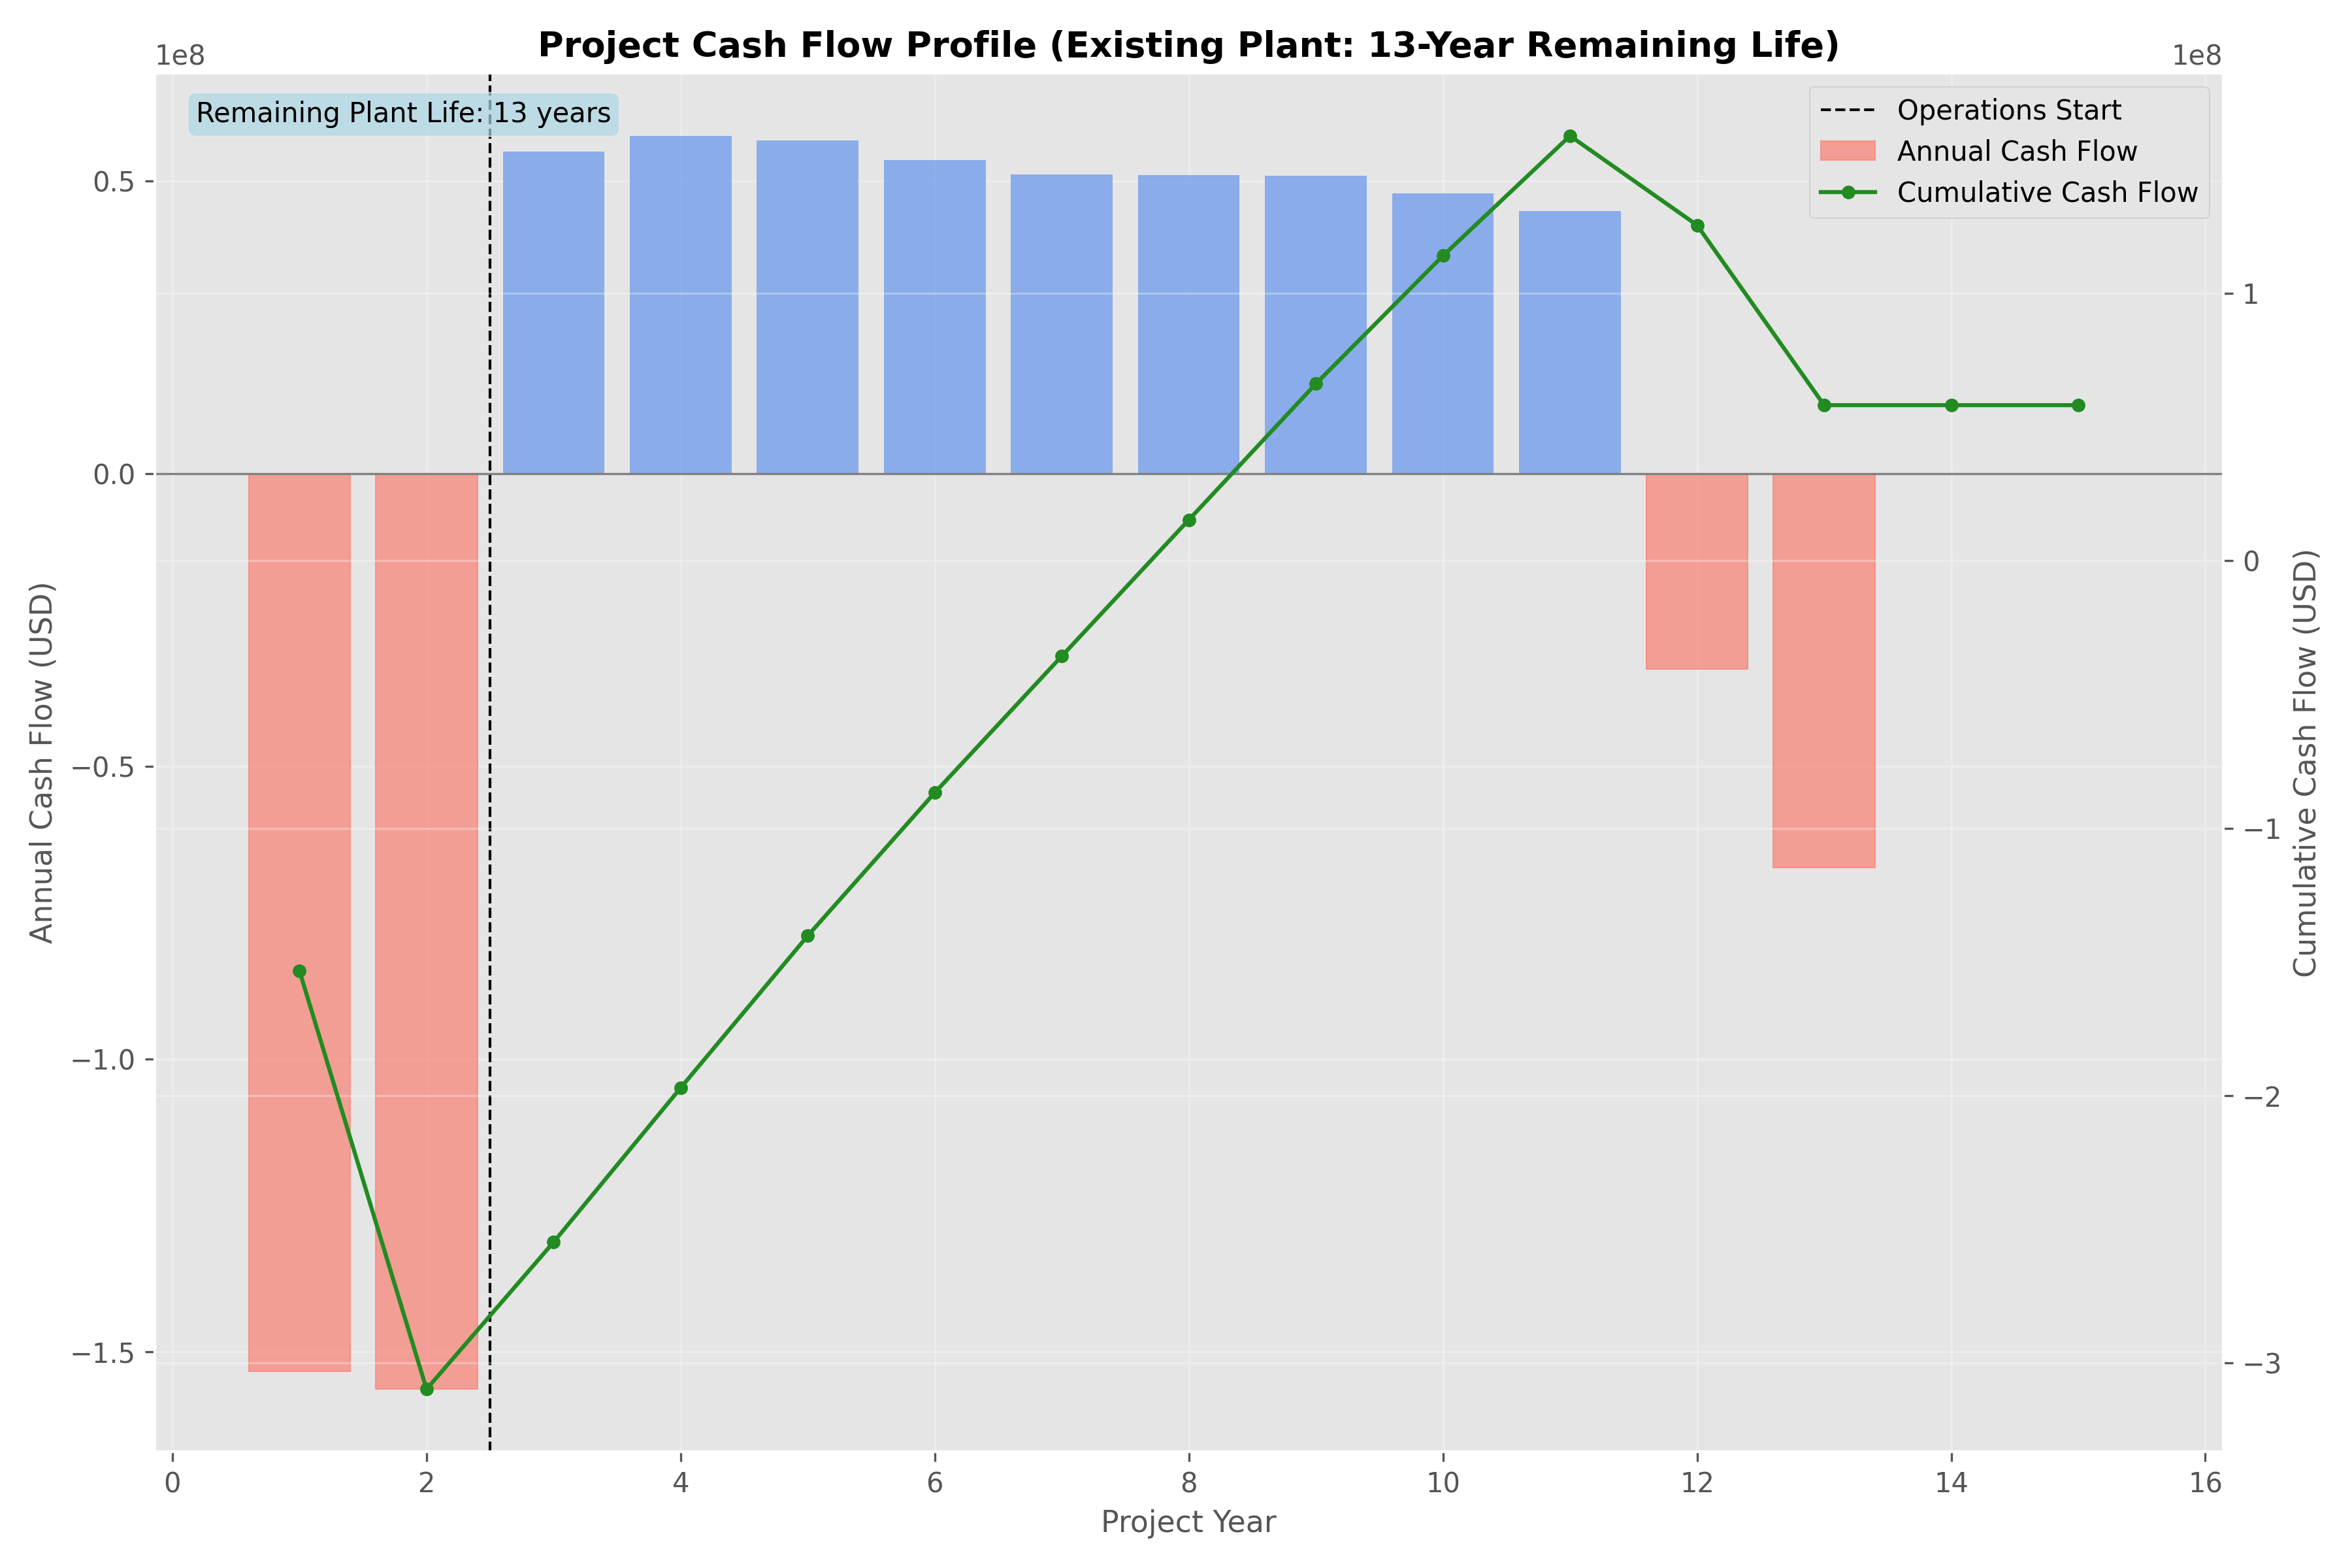 Project Cash Flow Profile (Existing Plant: 13-Year Remaining Life)
1e8
1e8
Remaining Plant Life: 13 years
Operations Start
Annual Cash Flow
Cumulative Cash Flow
Annual Cash Flow (USD)
0.5
0.0
−0.5
−1.0
−1.5
1
0
−1
−2
−3
Cumulative Cash Flow (USD)
0 2 4 6 8 10 12 14 16
Project Year